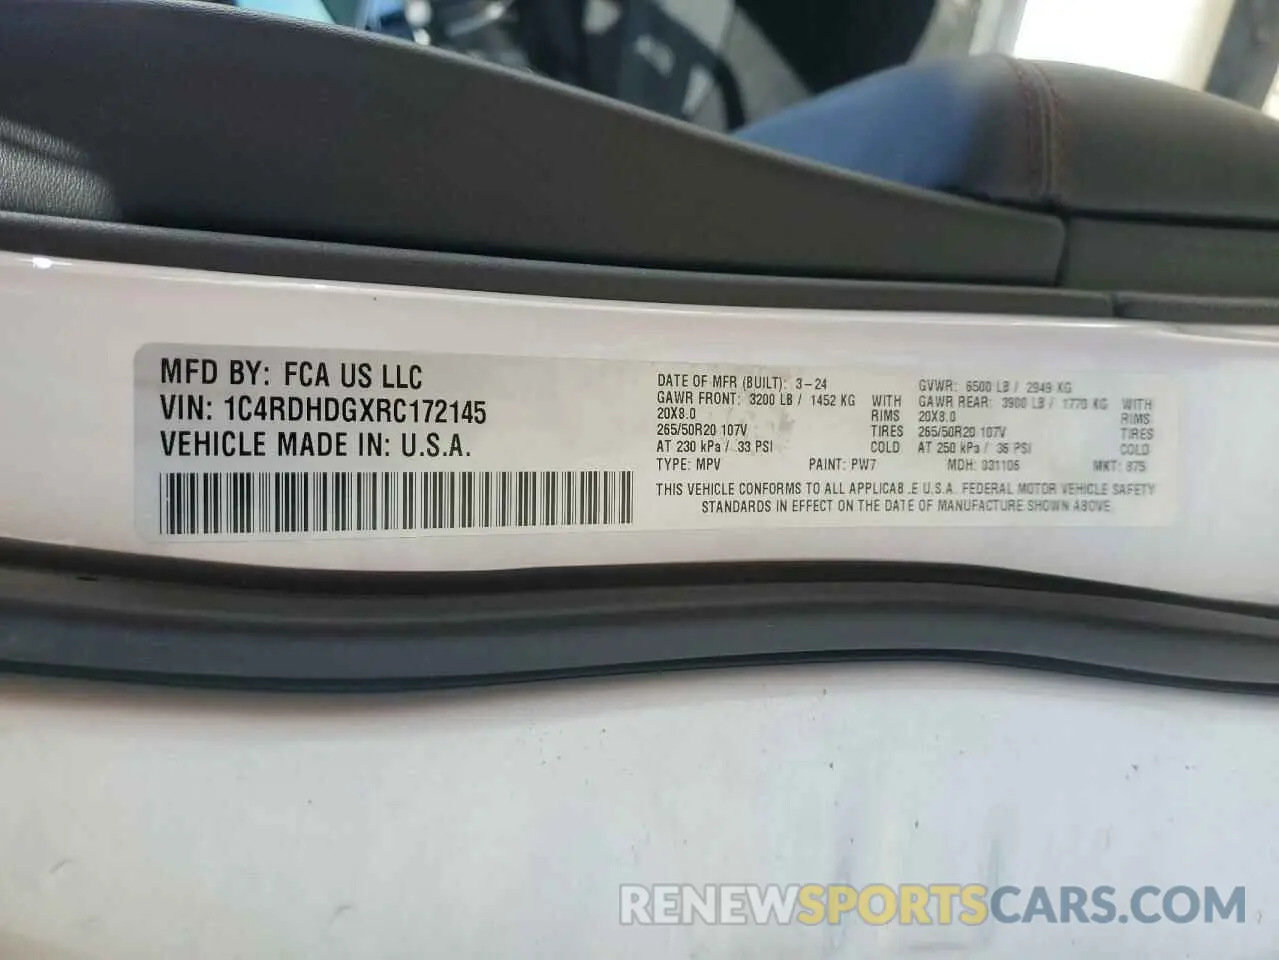 MFD BY: FCA US LLC
VIN: 1C4RDHDGXRC172145
VEHICLE MADE IN: U.S.A.
DATE OF MFR (BUILT): 3-24
GAWR FRONT: 3200 LB / 1452 KG WITH
20X8.0 RIMS
265/50R20 107V TIRES
AT 230 kPa / 33 PSI COLD
GVWR: 6500 LB / 2949 KG
GAWR REAR: 3900 LB / 1770 KG WITH
20X8.0 RIMS
265/50R20 107V TIRES
AT 250 kPa / 36 PSI COLD
TYPE: MPV PAINT: PW7 MDH: 031106 MKT: 875
THIS VEHICLE CONFORMS TO ALL APPLICAB.E U.S.A. FEDERAL MOTOR VEHICLE SAFETY
STANDARDS IN EFFECT ON THE DATE OF MANUFACTURE SHOWN ABOVE.
RENEWSPORTSCARS.COM